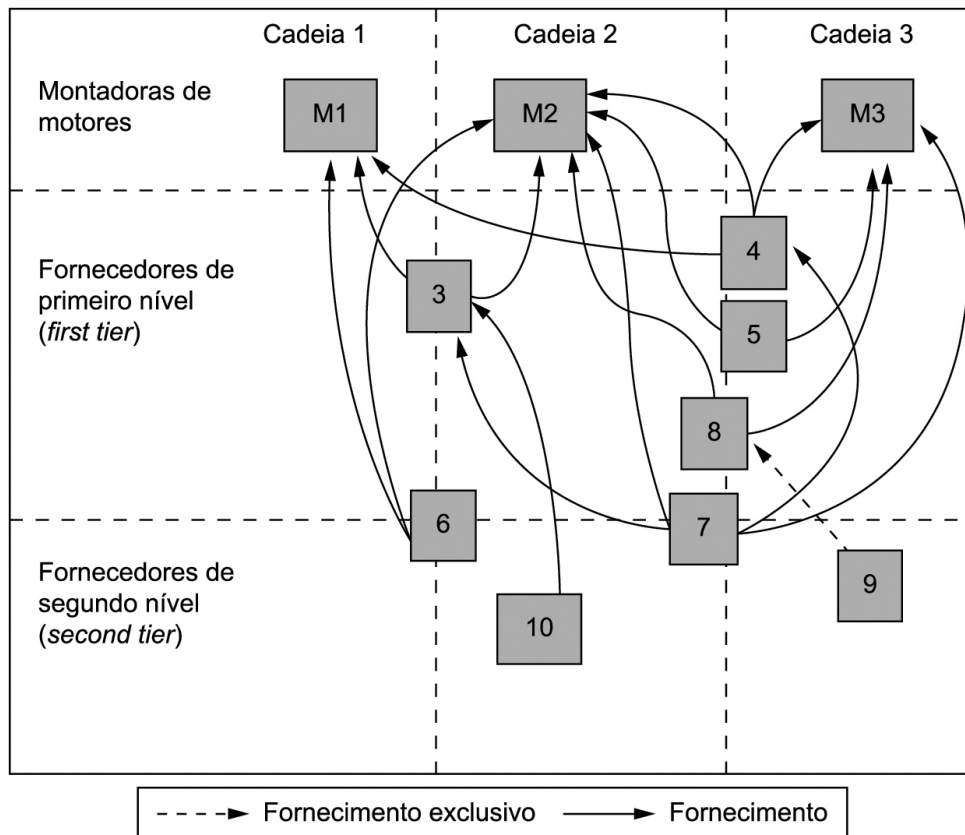 Cadeia 1
Cadeia 2
Cadeia 3
Montadoras de
motores
M1
M2
M3
Fornecedores de
primeiro nível
(first tier)
3
4
5
8
6
7
Fornecedores de
segundo nível
(second tier)
9
10
Fornecimento exclusivo
Fornecimento